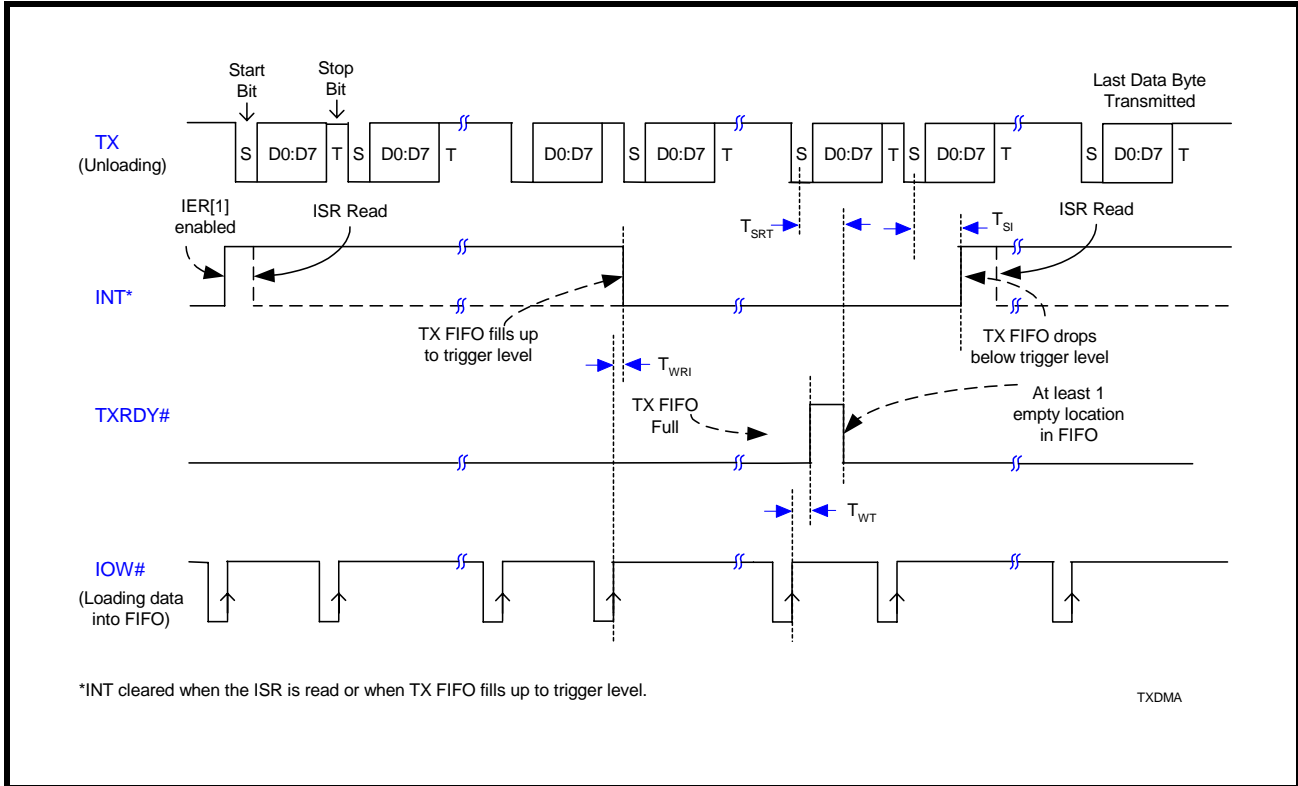 Start
Bit
Stop
Bit
Last Data Byte
Transmitted
TX
(Unloading)
S D0:D7 T S D0:D7 T D0:D7 S D0:D7 T S D0:D7 T S D0:D7 T S D0:D7 T
IER[1]
enabled
ISR Read
TSRT
TSI
ISR Read
INT*
TX FIFO fills up
to trigger level
TX FIFO drops
below trigger level
TWRI
TXRDY#
TX FIFO
Full
At least 1
empty location
in FIFO
TWT
IOW#
(Loading data
into FIFO)
*INT cleared when the ISR is read or when TX FIFO fills up to trigger level.
TXDMA